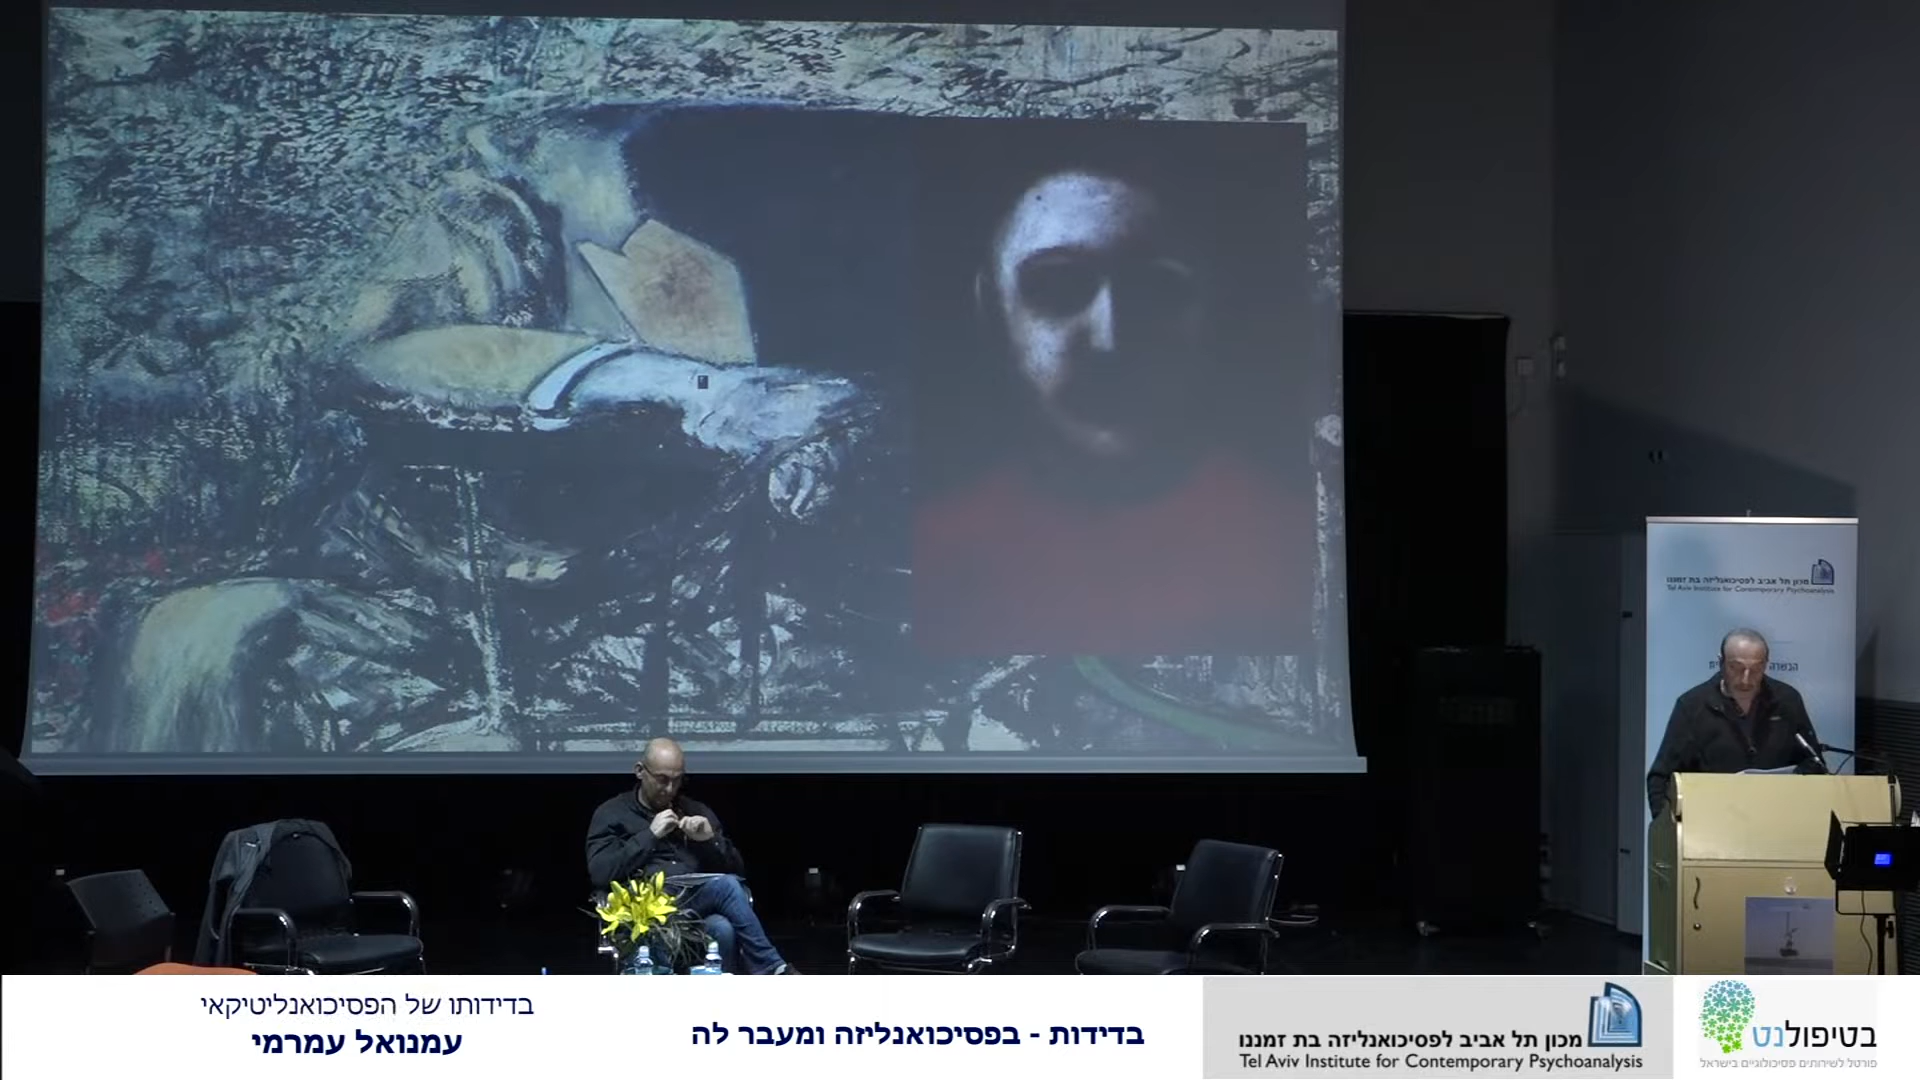 מכון תל אביב לפסיכואנליזה בת זמננו
Tel Aviv Institute for Contemporary Psychoanalysis
בדידותו של הפסיכואנליטיקאי
עמנואל עמרמי
בדידות - בפסיכואנליזה ומעבר לה
מכון תל אביב לפסיכואנליזה בת זמננו
Tel Aviv Institute for Contemporary Psychoanalysis
בטיפולנט
פורטל לשירותים פסיכולוגיים בישראל